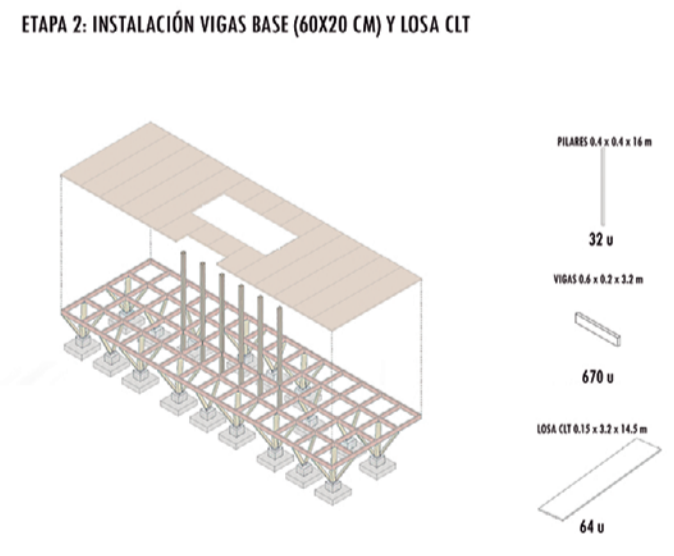 ETAPA 2: INSTALACIÓN VIGAS BASE (60X20 CM) Y LOSA CLT
PILARES 0.4 x 0.4 x 16 m
32 u
VIGAS 0.6 x 0.2 x 3.2 m
670 u
LOSA CLT 0.15 x 3.2 x 14.5 m
64 u